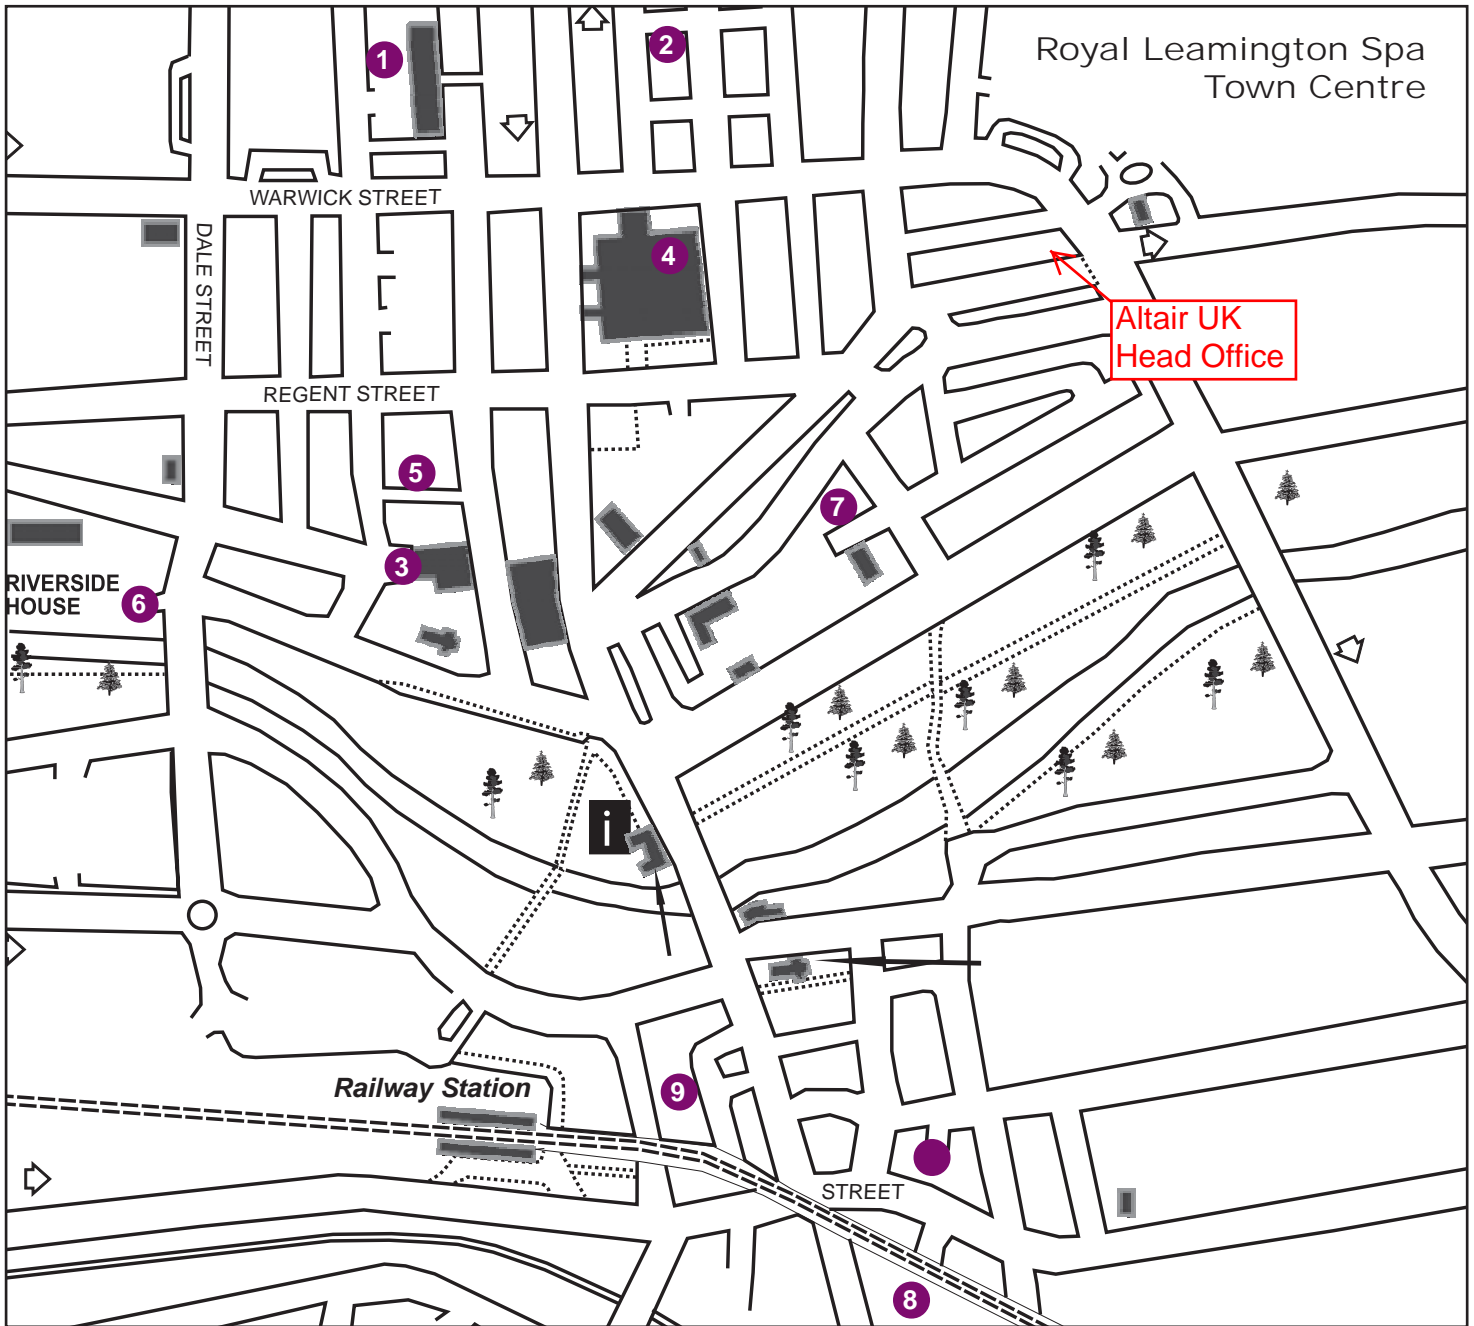 Royal Leamington Spa
Town Centre
1
2
WARWICK STREET
DALE STREET
4
Altair UK
Head Office
REGENT STREET
5
7
3
RIVERSIDE
HOUSE
6
i
Railway Station
9
STREET
8